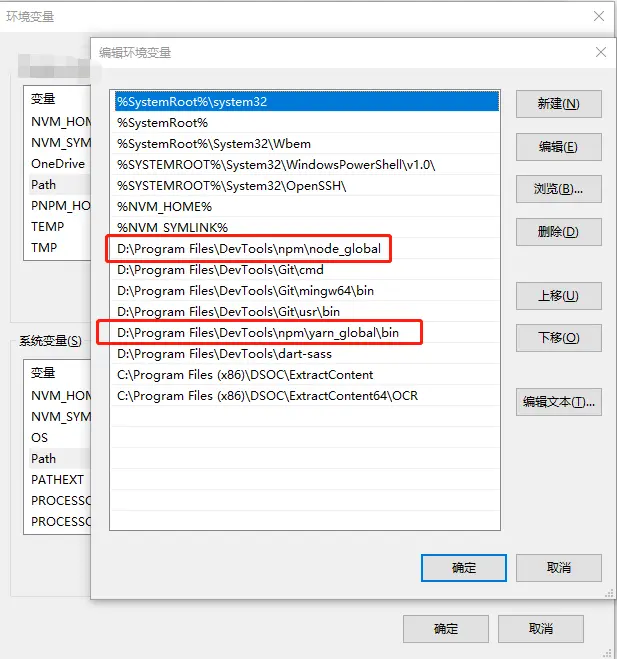 环境变量
编辑环境变量
变量
NVM_HOM
NVM_SYM
OneDrive
Path
PNPM_HO
TEMP
TMP
系统变量(S)
变量
NVM_HOM
NVM_SYM
OS
Path
PATHEXT
PROCESSO
PROCESSO
%SystemRoot%\system32
%SystemRoot%
%SystemRoot%\System32\Wbem
%SYSTEMROOT%\System32\WindowsPowerShell\v1.0\
%SYSTEMROOT%\System32\OpenSSH\
%NVM_HOME%
%NVM_SYMLINK%
D:\Program Files\DevTools\npm\node_global
D:\Program Files\DevTools\Git\cmd
D:\Program Files\DevTools\Git\mingw64\bin
D:\Program Files\DevTools\Git\usr\bin
D:\Program Files\DevTools\npm\yarn_global\bin
D:\Program Files\DevTools\dart-sass
C:\Program Files (x86)\DSOC\ExtractContent
C:\Program Files (x86)\DSOC\ExtractContent64\OCR
新建(N)
编辑(E)
浏览(B)...
删除(D)
上移(U)
下移(O)
编辑文本(T)...
确定
取消
确定
取消